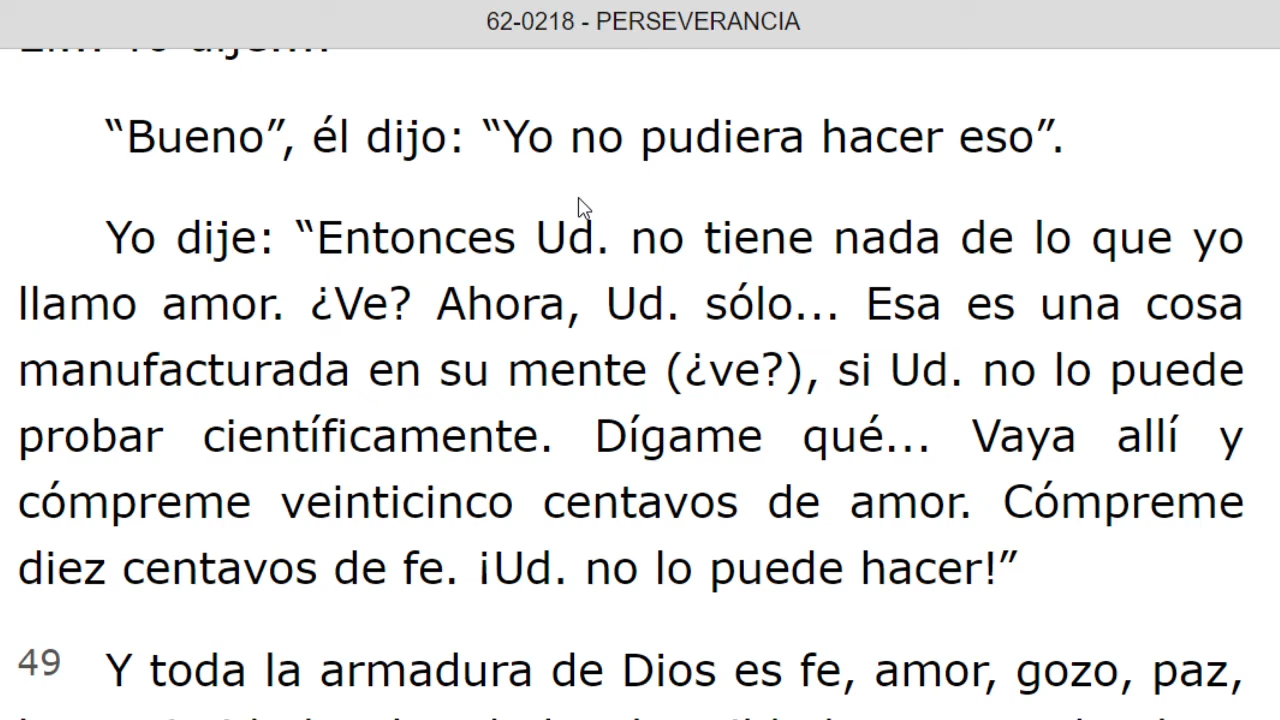 62-0218 - PERSEVERANCIA
“Bueno”, él dijo: “Yo no pudiera hacer eso”.
Yo dije: “Entonces Ud. no tiene nada de lo que yo
llamo amor. ¿Ve? Ahora, Ud. sólo... Esa es una cosa
manufacturada en su mente (¿ve?), si Ud. no lo puede
probar científicamente. Dígame qué... Vaya allí y
cómpreme veinticinco centavos de amor. Cómpreme
diez centavos de fe. ¡Ud. no lo puede hacer!”
49 Y toda la armadura de Dios es fe, amor, gozo, paz,